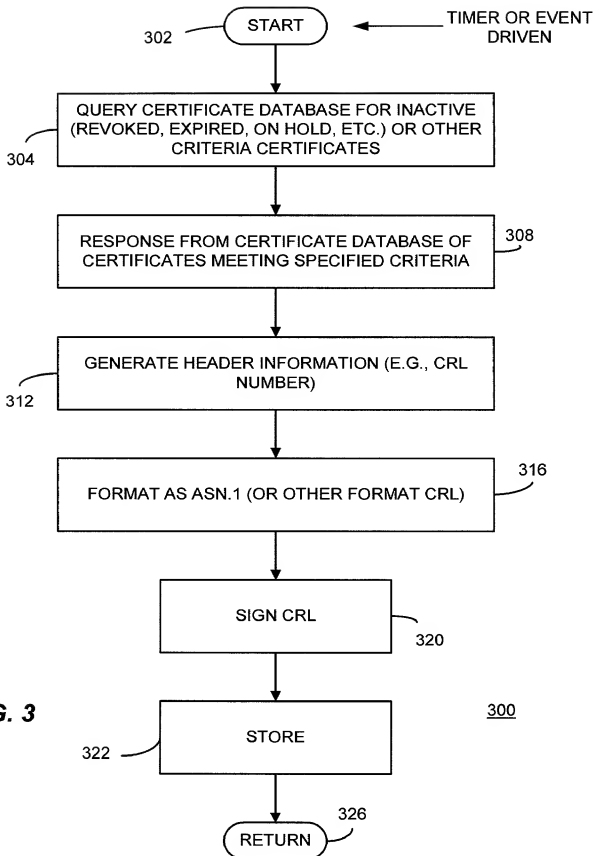 302
START
TIMER OR EVENT
DRIVEN
QUERY CERTIFICATE DATABASE FOR INACTIVE
(REVOKED, EXPIRED, ON HOLD, ETC.) OR OTHER
CRITERIA CERTIFICATES
304
RESPONSE FROM CERTIFICATE DATABASE OF
CERTIFICATES MEETING SPECIFIED CRITERIA
308
GENERATE HEADER INFORMATION (E.G., CRL
NUMBER)
312
FORMAT AS ASN.1 (OR OTHER FORMAT CRL)
316
SIGN CRL
320
G. 3
300
STORE
322
RETURN
326